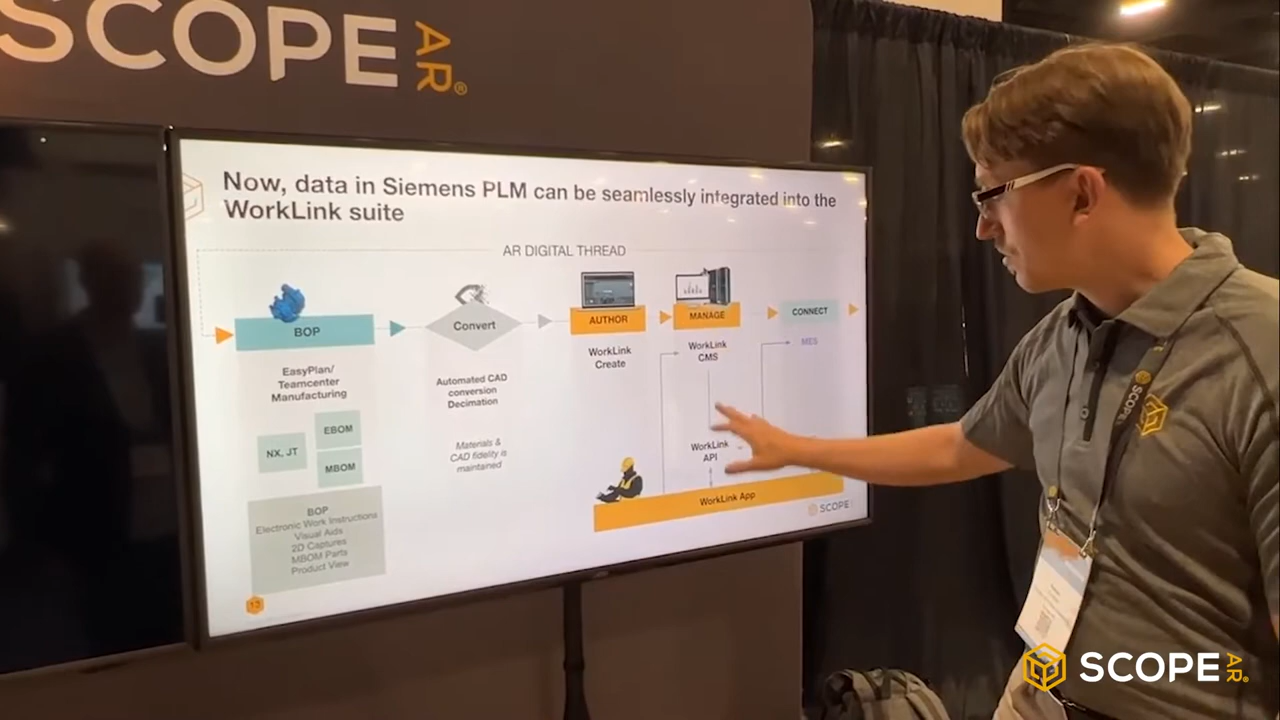 SCOPE AR®
Now, data in Siemens PLM can be seamlessly integrated into the
WorkLink suite
AR DIGITAL THREAD
BOP
Convert
AUTHOR
MANAGE
CONNECT
EasyPlan/
Teamcenter
Manufacturing
Automated CAD
conversion
Decimation
WorkLink
Create
WorkLink
CMS
MES
NX, JT
EBOM
MBOM
Materials &
CAD fidelity is
maintained
WorkLink
API
BOP
Electronic Work Instructions
Visual Aids
2D Captures
MBOM Parts
Product View
WorkLink App
SCOPE
13
SCOPE
SCOPE AR®